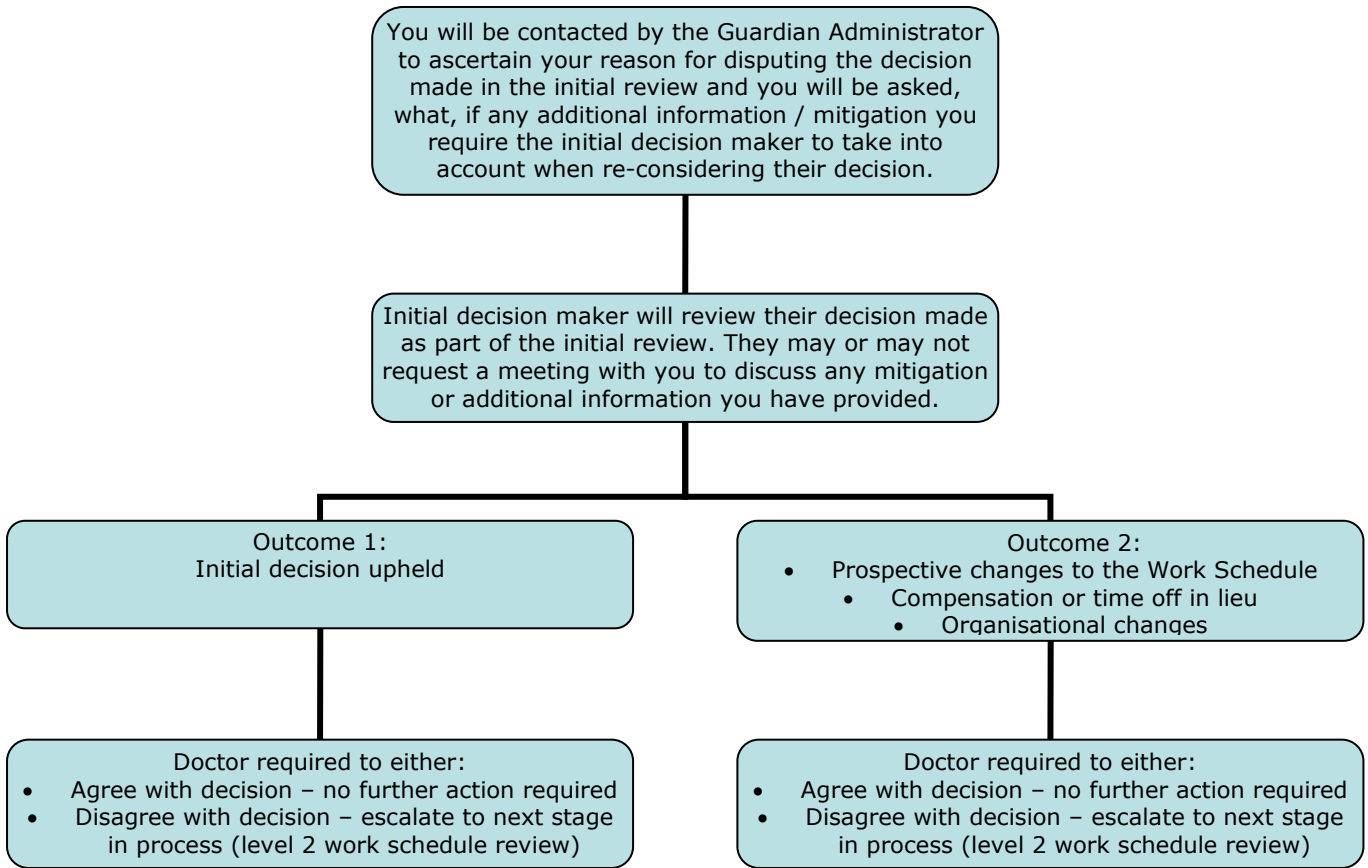 You will be contacted by the Guardian Administrator
to ascertain your reason for disputing the decision
made in the initial review and you will be asked,
what, if any additional information / mitigation you
require the initial decision maker to take into
account when re-considering their decision.
Initial decision maker will review their decision made
as part of the initial review. They may or may not
request a meeting with you to discuss any mitigation
or additional information you have provided.
Outcome 1:
Initial decision upheld
Outcome 2:
• Prospective changes to the Work Schedule
• Compensation or time off in lieu
• Organisational changes
Doctor required to either:
• Agree with decision – no further action required
• Disagree with decision – escalate to next stage
in process (level 2 work schedule review)
Doctor required to either:
• Agree with decision – no further action required
• Disagree with decision – escalate to next stage
in process (level 2 work schedule review)